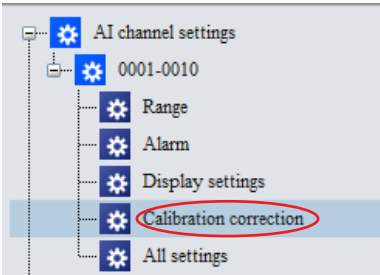 AI channel settings
0001-0010
Range
Alarm
Display settings
Calibration correction
All settings